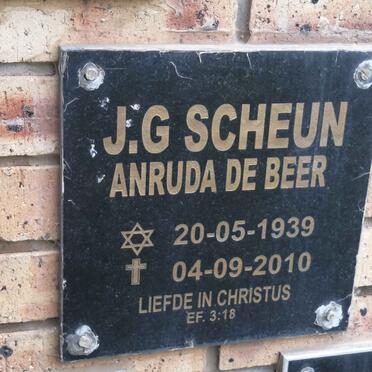 J.G SCHEUN
ANRUDA DE BEER
✡ 20-05-1939
✝ 04-09-2010
LIEFDE IN CHRISTUS
EF. 3:18